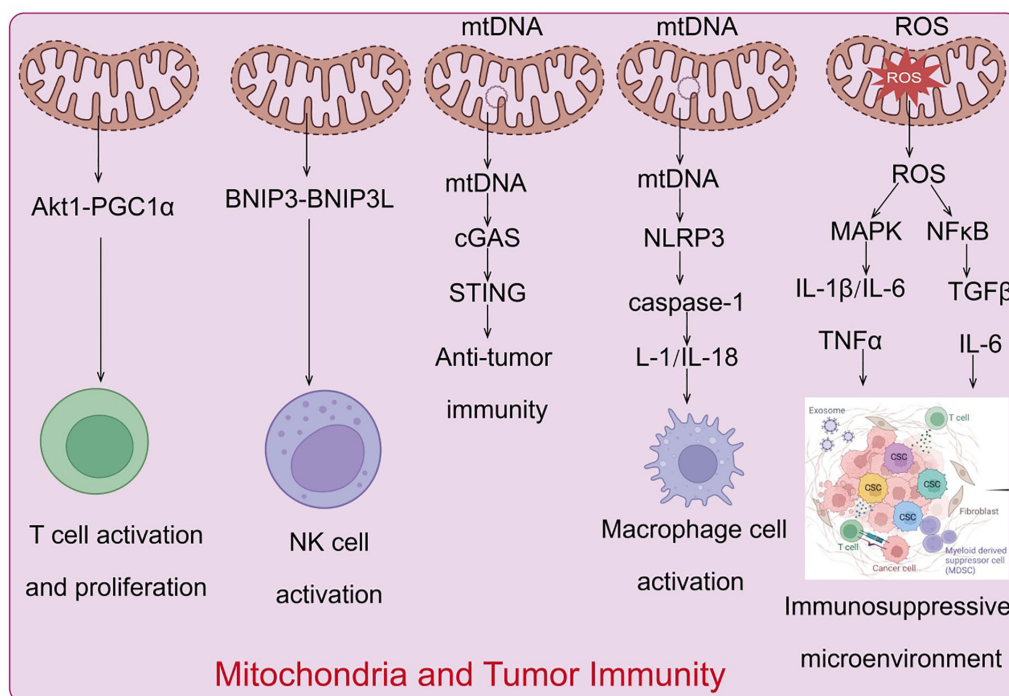 Akt1-PGC1α
T cell activation
and proliferation
BNIP3-BNIP3L
NK cell
activation
mtDNA
mtDNA
cGAS
STING
Anti-tumor
immunity
mtDNA
mtDNA
NLRP3
caspase-1
L-1/IL-18
Macrophage cell
activation
ROS
ROS
ROS
MAPK
NFκB
IL-1β/IL-6
TGFβ
TNFα
IL-6
Exosome
T cell
CSC
CSC
CSC
CSC
Fibroblast
T cell
Cancer cell
Myeloid derived
suppressor cell
(MDSC)
Immunosuppressive
microenvironment
Mitochondria and Tumor Immunity